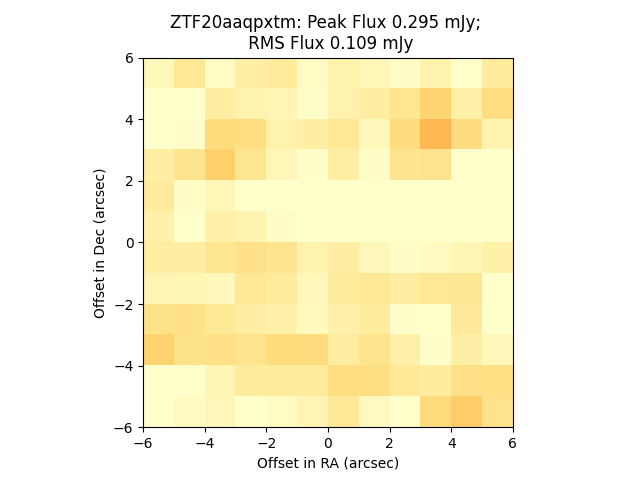 ZTF20aaqpxtm: Peak Flux 0.295 mJy;
RMS Flux 0.109 mJy
6
4
2
0
−2
−4
−6
Offset in Dec (arcsec)
−6 −4 −2 0 2 4 6
Offset in RA (arcsec)